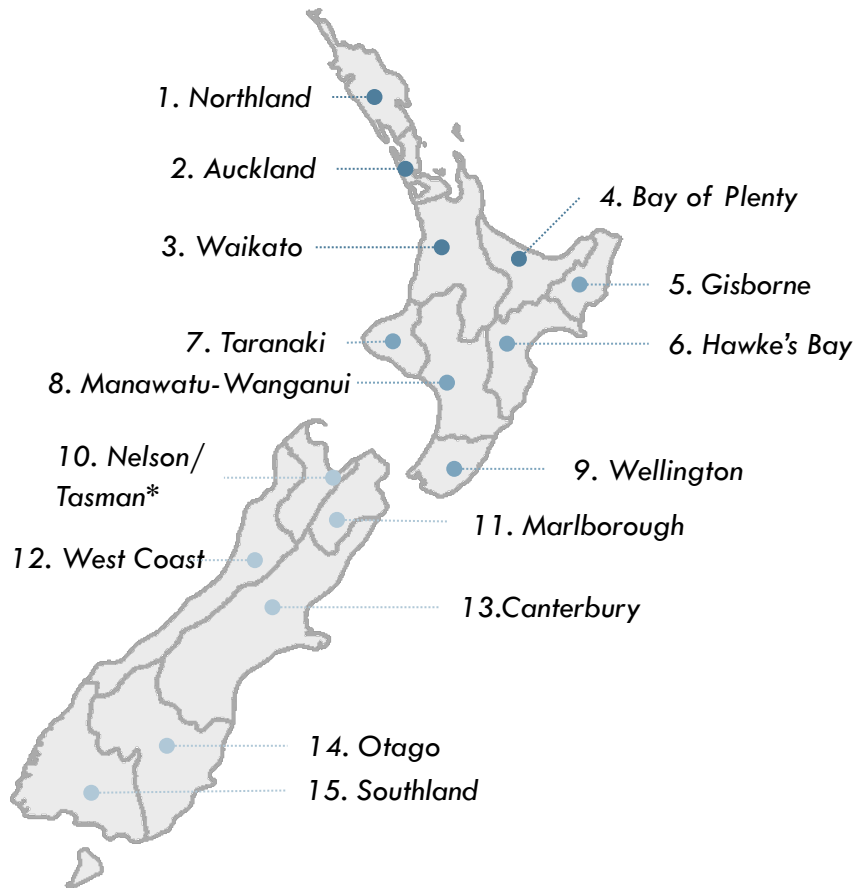 1. Northland
2. Auckland
3. Waikato
4. Bay of Plenty
5. Gisborne
6. Hawke's Bay
7. Taranaki
8. Manawatu-Wanganui
9. Wellington
10. Nelson/
Tasman*
11. Marlborough
12. West Coast
13.Canterbury
14. Otago
15. Southland